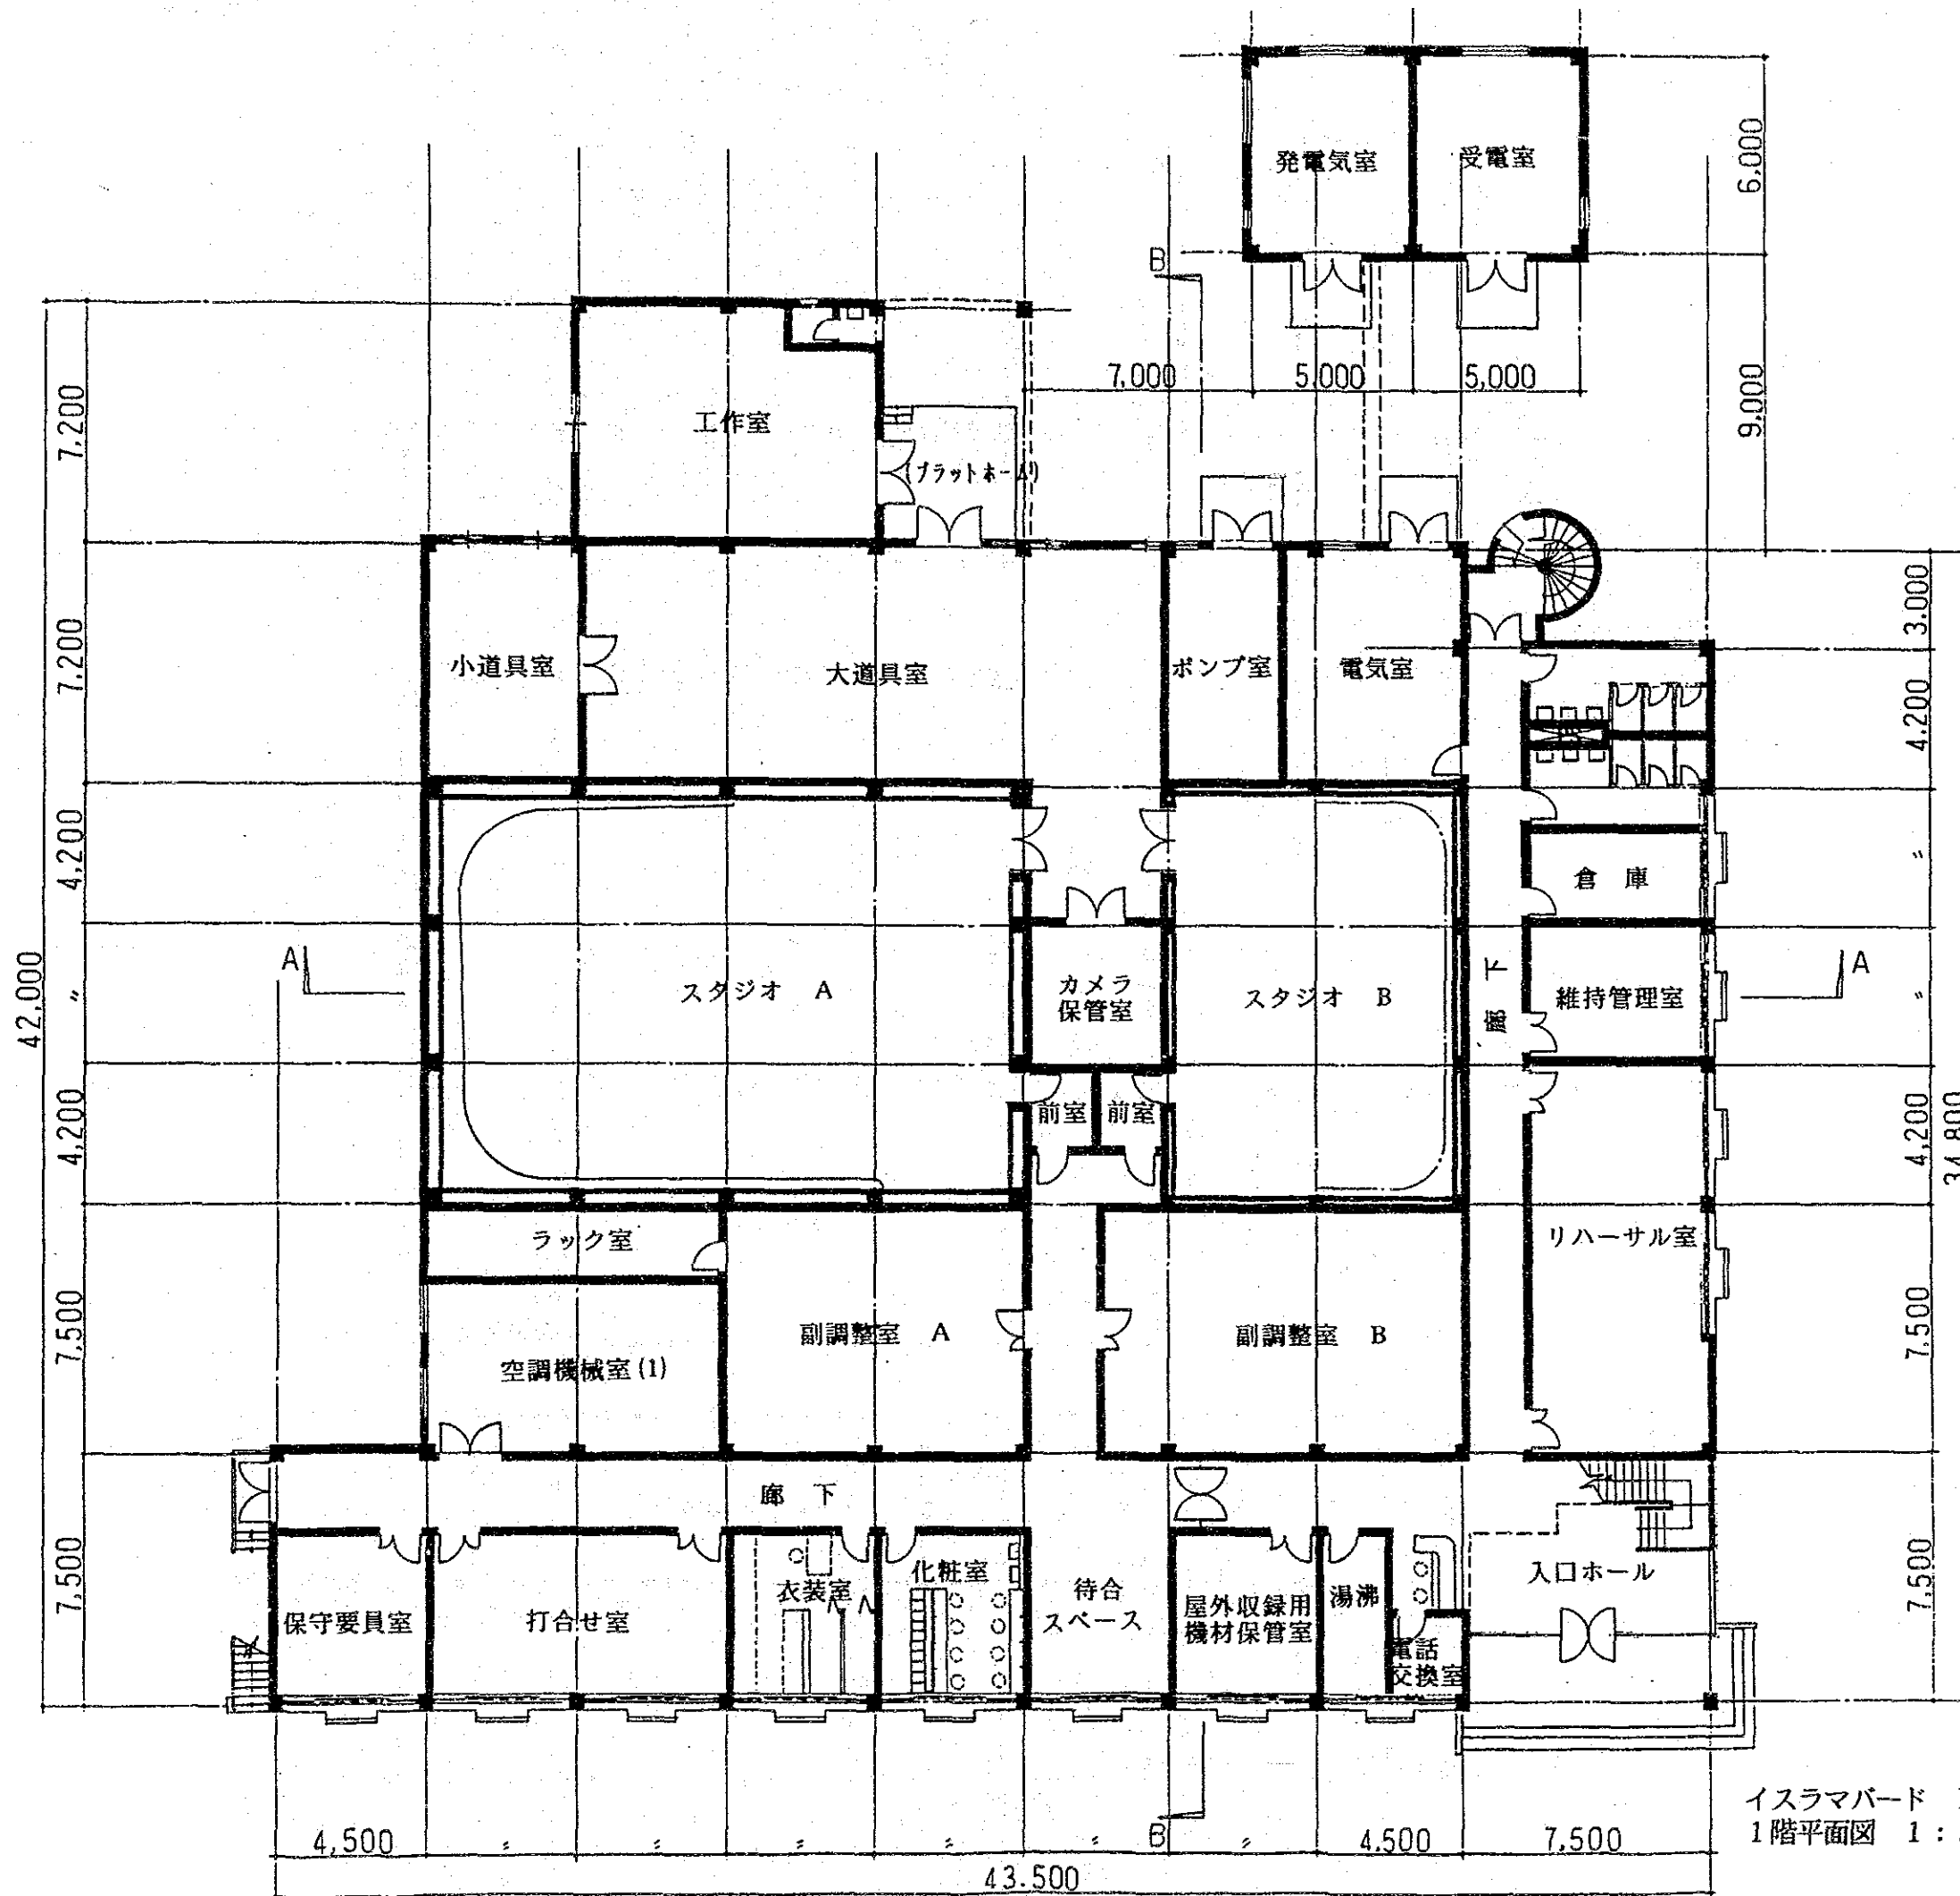 発電気室
受電室
6,000
B
7,000
5,000
5,000
9,000
7,200
工作室
(プラットホーム)
7,200
小道具室
大道具室
ポンプ室
電気室
3.000
4,200
4,200
倉 庫
〃
42,000
〃
A
スタジオ A
カメラ
保管室
スタジオ B
廊 下
維持管理室
〃
A
4,200
前室
前室
4,200
34,800
ラック室
リハーサル室
7,500
空調機械室(1)
副調整室 A
副調整室 B
7,500
廊 下
7,500
保守要員室
打合せ室
衣装室
化粧室
待合
スペース
屋外収録用
機材保管室
湯沸
電話
交換室
入口ホール
7,500
イスラマバード
1階平面図 1:
4,500
〃
〃
〃
〃
〃
B
〃
4.500
7,500
43.500